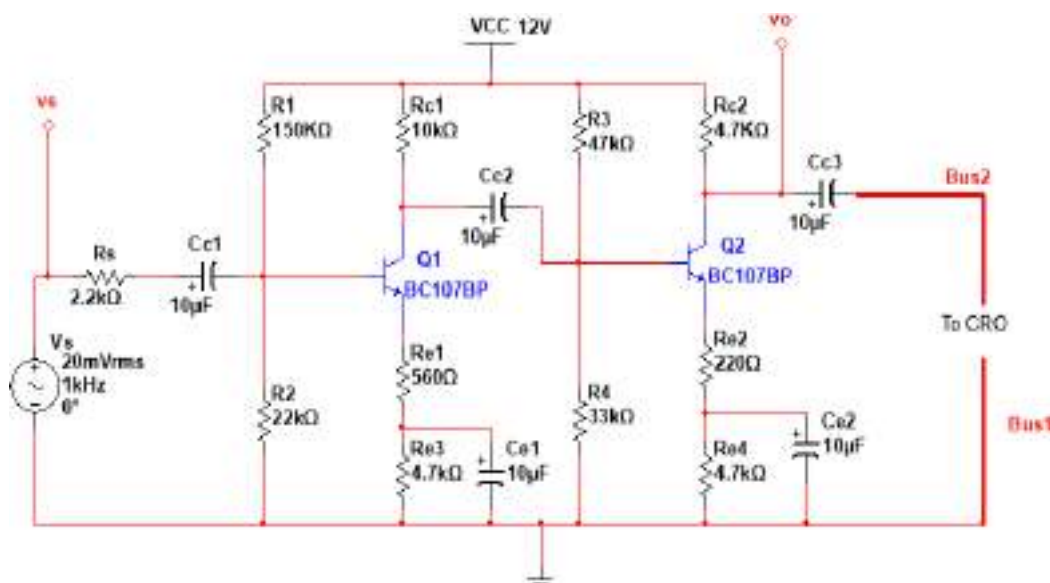 VCC 12V
vo
vs
R1
150KΩ
Rc1
10kΩ
R3
47kΩ
Rc2
4.7KΩ
Cc2
10µF
Cc3
10µF
Bus2
Rs
2.2kΩ
Cc1
10µF
Q1
BC107BP
Q2
BC107BP
To CRO
Vs
20mVrms
1kHz
0°
Re1
560Ω
Re2
220Ω
R2
22kΩ
R4
33kΩ
Re3
4.7kΩ
Ce1
10µF
Re4
4.7kΩ
Ce2
10µF
Bus1